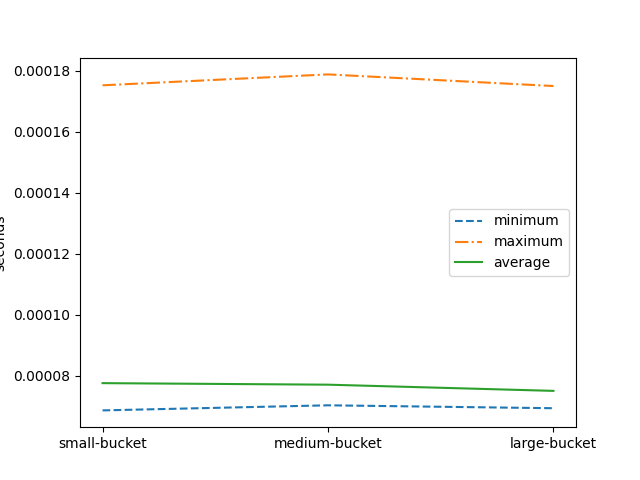 0.00018
0.00016
0.00014
0.00012
0.00010
0.00008
seconds
minimum
maximum
average
small-bucket
medium-bucket
large-bucket